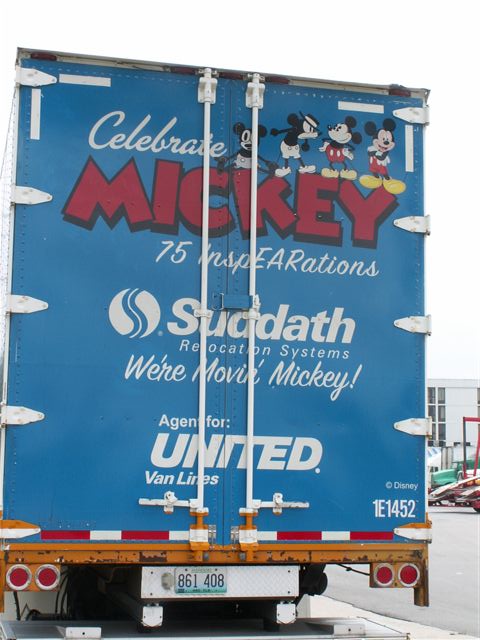 Celebrate
MICKEY
75 InspEARations
Suddath
Relocation Systems
We're Movin' Mickey!
Agent for:
UNITED
Van Lines
© Disney
1E1452
861 408